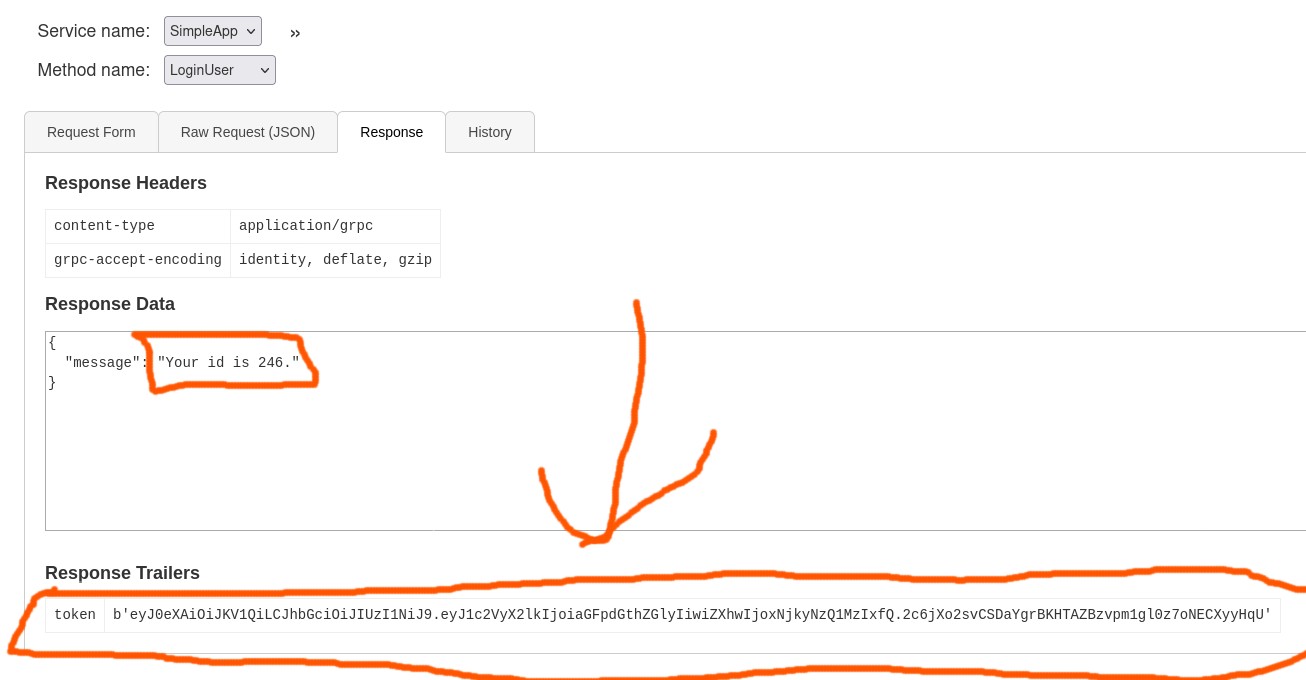 Service name: SimpleApp »
Method name: LoginUser
Request Form Raw Request (JSON) Response History
Response Headers
content-type application/grpc
grpc-accept-encoding identity, deflate, gzip
Response Data
{
"message": "Your id is 246."
}
Response Trailers
token b'eyJ0eXAiOiJKV1QiLCJhbGciOiJIUzI1NiJ9.eyJ1c2VyX2lkIjoiaGFpdGthZGlyIiwiZXhwIjoxNjkyNzQ1MzIxfQ.2c6jXo2svCSDaYgrBKHTAZBzvpm1gl0z7oNECXyyHqU'